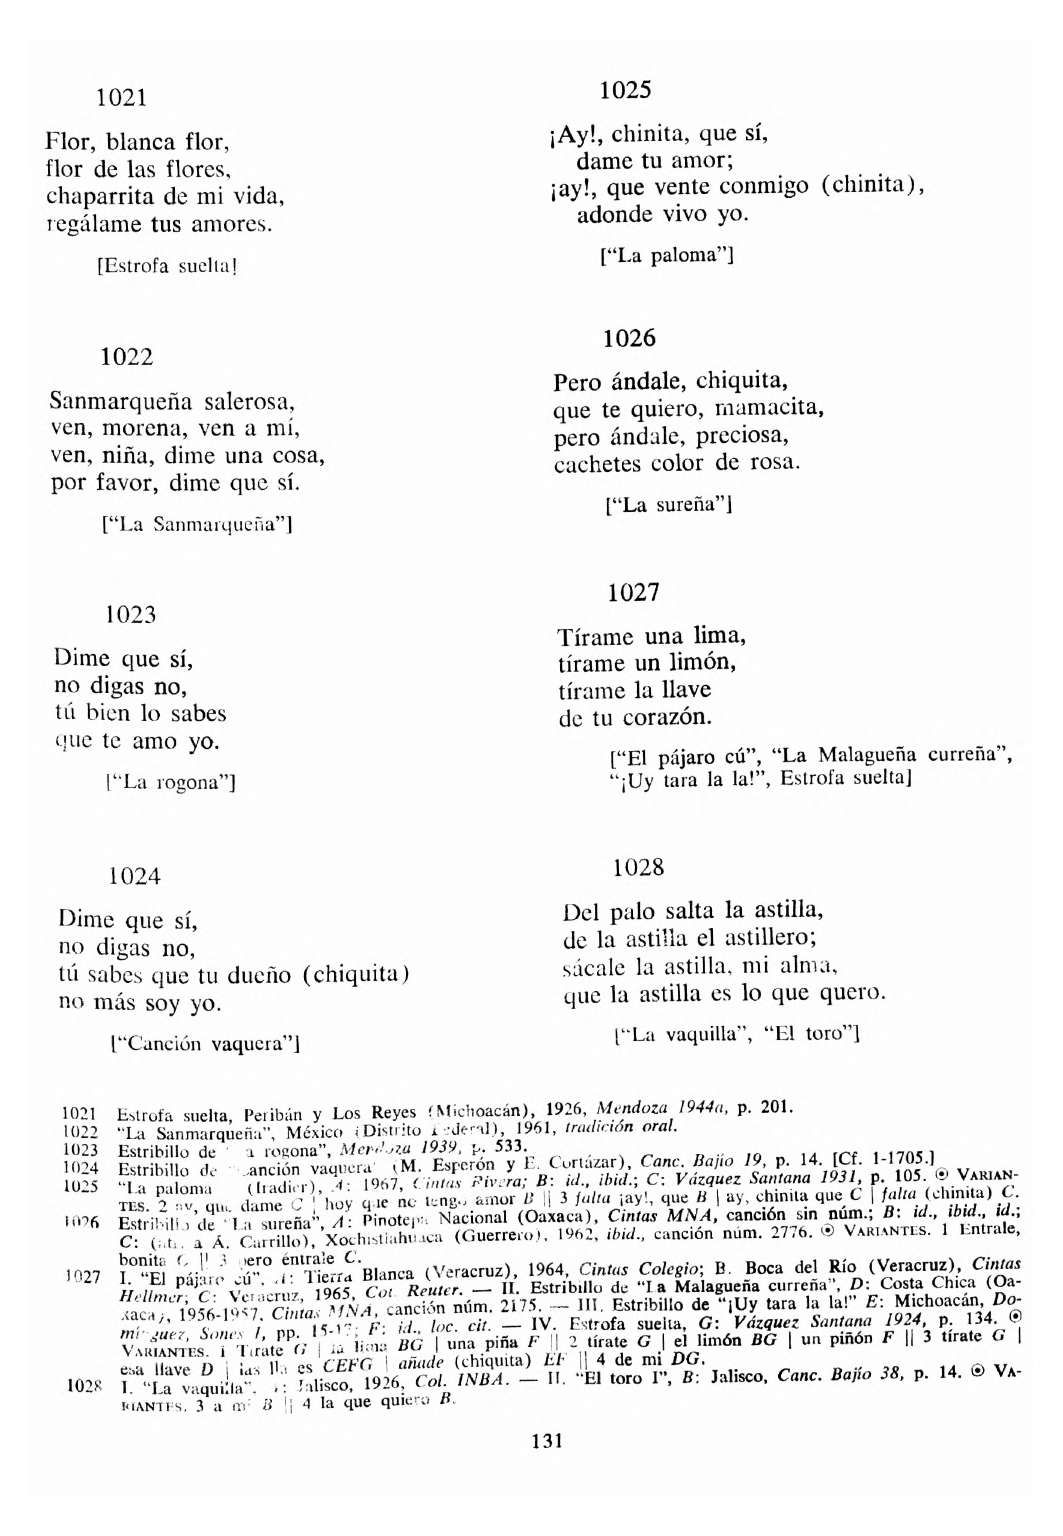 1021
Flor, blanca flor,
flor de las flores,
chaparrita de mi vida,
regálame tus amores.
[Estrofa suelta]
1022
Sanmarqueña salerosa,
ven, morena, ven a mí,
ven, niña, dime una cosa,
por favor, dime que sí.
[“La Sanmarqueña”]
1023
Dime que sí,
no digas no,
tú bien lo sabes
que te amo yo.
[“La rogona”]
1024
Dime que sí,
no digas no,
tú sabes que tu dueño (chiquita)
no más soy yo.
[“Canción vaquera”]
1025
¡Ay!, chinita, que sí,
dame tu amor;
¡ay!, que vente conmigo (chinita),
adonde vivo yo.
[“La paloma”]
1026
Pero ándale, chiquita,
que te quiero, mamacita,
pero ándale, preciosa,
cachetes color de rosa.
[“La sureña”]
1027
Tírame una lima,
tírame un limón,
tírame la llave
de tu corazón.
[“El pájaro cú”, “La Malagueña curreña”,
“¡Uy tara la la!”, Estrofa suelta]
1028
Del palo salta la astilla,
de la astilla el astillero;
sácale la astilla, mi alma,
que la astilla es lo que quero.
[“La vaquilla”, “El toro”]
1021 Estrofa suelta, Peribán y Los Reyes (Michoacán), 1926, Mendoza 1944a, p. 201.
1022 “La Sanmarqueña”, México (Distrito Federal), 1961, tradición oral.
1023 Estribillo de “La rogona”, Mendoza 1939, p. 533.
1024 Estribillo de “Canción vaquera” (M. Esperón y E. Cortázar), Canc. Bajío 19, p. 14. [Cf. 1-1705.]
1025 “La paloma” (Iradier), A: 1967, Cintas Rivera; B: id., ibid.; C: Vázquez Santana 1931, p. 105. ⊙ VARIAN-
TES. 2 dame C | hoy que no tengo amor B || 3 falta ¡ay!, que B | ay, chinita que C | falta (chinita) C.
1026 Estribillo de “La sureña”, A: Pinotepa Nacional (Oaxaca), Cintas MNA, canción sin núm.; B: id., ibid., id.;
C: (atr. a Á. Carrillo), Xochistlahuaca (Guerrero), 1962, ibid., canción núm. 2776. ⊙ VARIANTES. 1 Entrale,
bonita C || 3 pero éntrale C.
1027 I. “El pájaro cú”, A: Tierra Blanca (Veracruz), 1964, Cintas Colegio; B. Boca del Río (Veracruz), Cintas
Hellmer; C: Veracruz, 1965, Col. Reuter. — II. Estribillo de “La Malagueña curreña”, D: Costa Chica (Oa-
xaca), 1956-1957, Cintas MNA, canción núm. 2175. — III. Estribillo de “¡Uy tara la la!” E: Michoacán, Do-
mínguez, Sones I, pp. 15-17; F: id., loc. cit. — IV. Estrofa suelta, G: Vázquez Santana 1924, p. 134. ⊙
VARIANTES. 1 Tírate G | la lima BG | una piña F || 2 tírate G | el limón BG | un piñón F || 3 tírate G |
esa llave D | las llaves CEFG | añade (chiquita) EF || 4 de mi DG.
1028 I. “La vaquilla”, A: Jalisco, 1926, Col. INBA. — II. “El toro I”, B: Jalisco, Canc. Bajío 38, p. 14. ⊙ VA-
RIANTES. 3 a mí B || 4 la que quiero B.
131